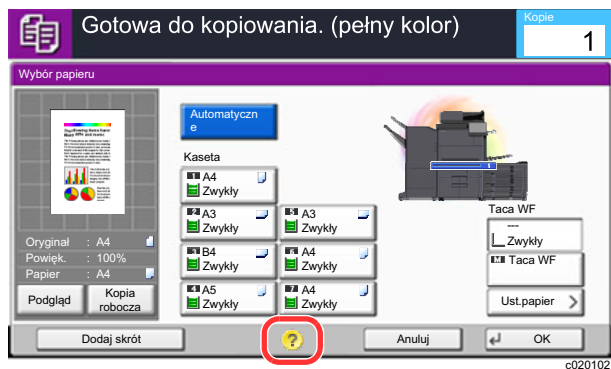 Gotowa do kopiowania. (pełny kolor)
Kopie
1
Wybór papieru
Automatyczn
e
Kaseta
1 A4
Zwykły
2 A3
Zwykły
3 B4
Zwykły
4 A5
Zwykły
5 A3
Zwykły
6 A4
Zwykły
7 A4
Zwykły
1
Taca WF
---
Zwykły
M Taca WF
Ust.papier
Oryginał : A4
Powięk. : 100%
Papier : A4
Podgląd
Kopia
robocza
Dodaj skrót
?
Anuluj
OK
c020102